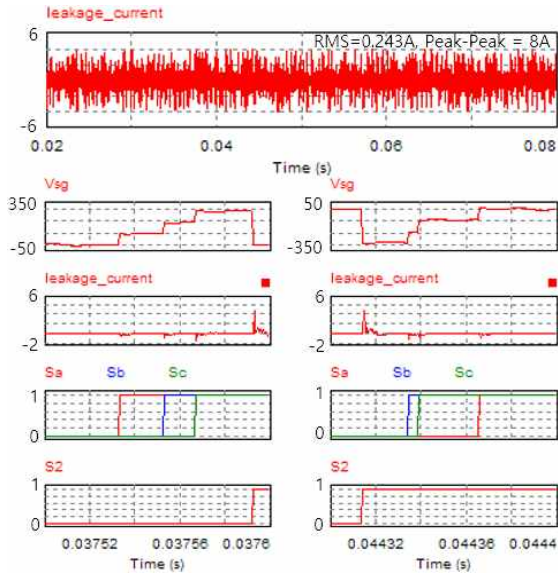 leakage_current
6
RMS=0.243A, Peak-Peak = 8A
-6
0.02 0.04 0.06 0.08
Time (s)
Vsg Vsg
350 50
-50 -350
leakage_current leakage_current
6 6
-2 -2
Sa Sb Sc Sa Sb Sc
1 1
0 0
S2 S2
1 1
0 0
0.03752 0.03756 0.0376 0.04432 0.04436 0.0444
Time (s) Time (s)